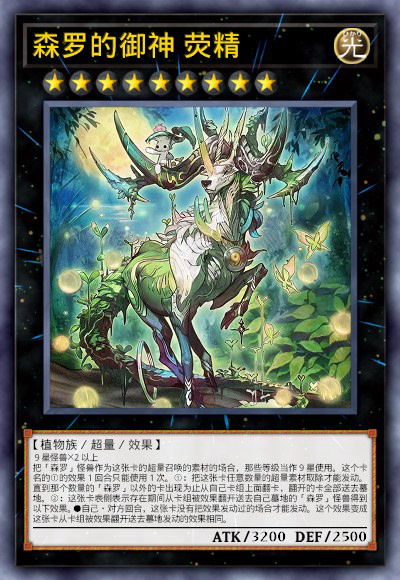 森罗的御神 荧精
ひかり
光
【植物族／超量／效果】
９星怪兽×２以上
把「森罗」怪兽作为这张卡的超量召唤的素材的场合，那些等级当作９星使用。这个卡
名的①的效果１回合只能使用１次。①：把这张卡任意数量的超量素材取除才能发动。
直到那个数量的「森罗」以外的卡出现为止从自己卡组上面翻卡，翻开的卡全部送去墓
地。②：这张卡表侧表示存在期间从卡组被效果翻开送去自己墓地的「森罗」怪兽得到
以下效果。●自己·对方回合，这张卡没有把效果发动过的场合才能发动。这个效果变成
这张卡从卡组被效果翻开送去墓地发动的效果相同。
ATK/3200 DEF/2500